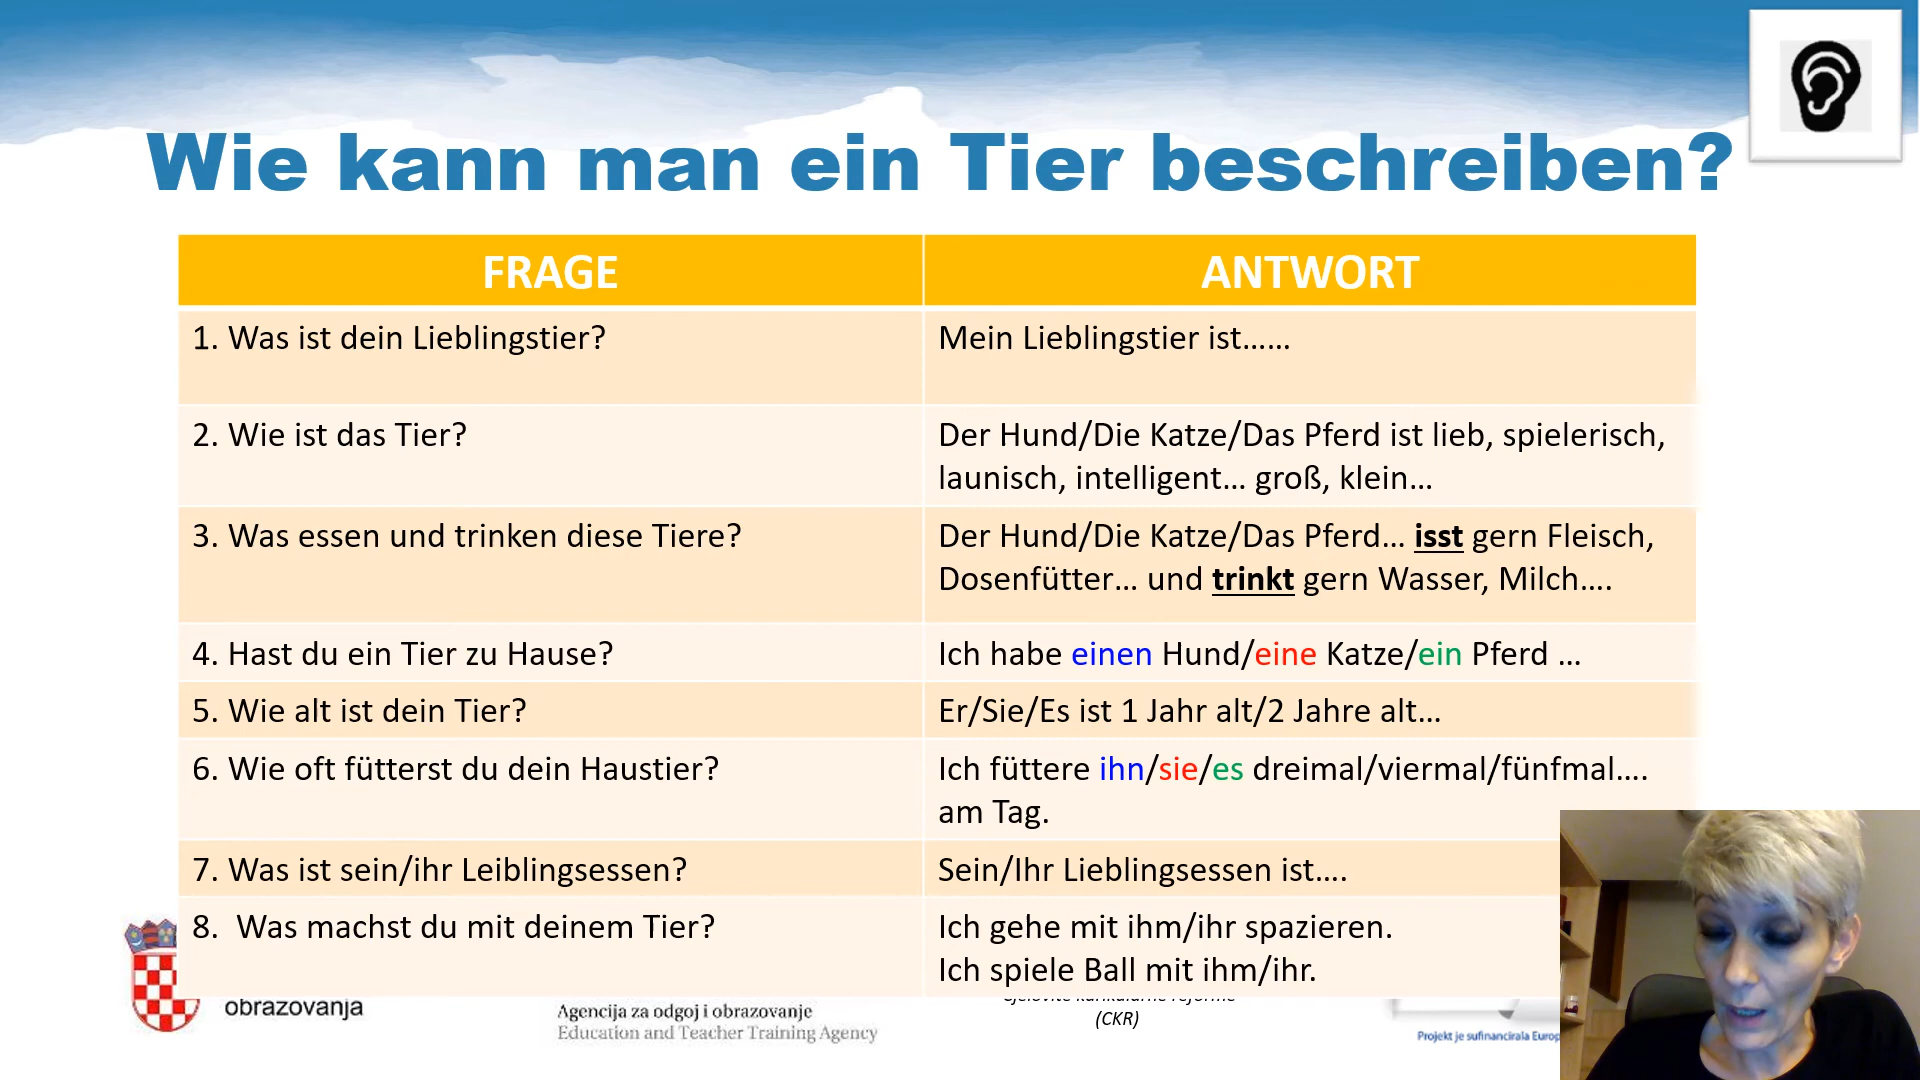 Wie kann man ein Tier beschreiben?
FRAGE
ANTWORT
1. Was ist dein Lieblingstier?
Mein Lieblingstier ist……
2. Wie ist das Tier?
Der Hund/Die Katze/Das Pferd ist lieb, spielerisch,
launisch, intelligent… groß, klein…
3. Was essen und trinken diese Tiere?
Der Hund/Die Katze/Das Pferd… isst gern Fleisch,
Dosenfütter… und trinkt gern Wasser, Milch….
4. Hast du ein Tier zu Hause?
Ich habe einen Hund/eine Katze/ein Pferd …
5. Wie alt ist dein Tier?
Er/Sie/Es ist 1 Jahr alt/2 Jahre alt…
6. Wie oft fütterst du dein Haustier?
Ich füttere ihn/sie/es dreimal/viermal/fünfmal….
am Tag.
7. Was ist sein/ihr Leiblingsessen?
Sein/Ihr Lieblingsessen ist….
8. Was machst du mit deinem Tier?
Ich gehe mit ihm/ihr spazieren.
Ich spiele Ball mit ihm/ihr.
obrazovanja
Agencija za odgoj i obrazovanje
Education and Teacher Training Agency
(CKR)
Projekt je sufinancirala Europ